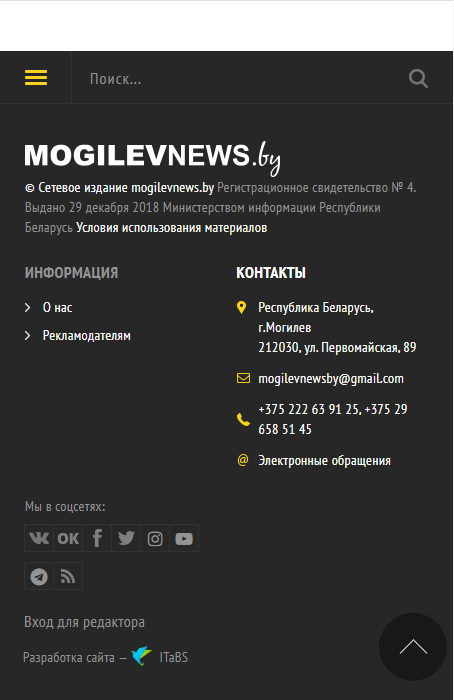 Поиск...
MOGILEVNEWS.by
© Сетевое издание mogilevnews.by Регистрационное свидетельство № 4.
Выдано 29 декабря 2018 Министерством информации Республики
Беларусь Условия использования материалов
ИНФОРМАЦИЯ
О нас
Рекламодателям
КОНТАКТЫ
Республика Беларусь,
г.Могилев
212030, ул. Первомайская, 89
mogilevnewsby@gmail.com
+375 222 63 91 25, +375 29
658 51 45
@ Электронные обращения
Мы в соцсетях:
Вход для редактора
Разработка сайта — ITaBS